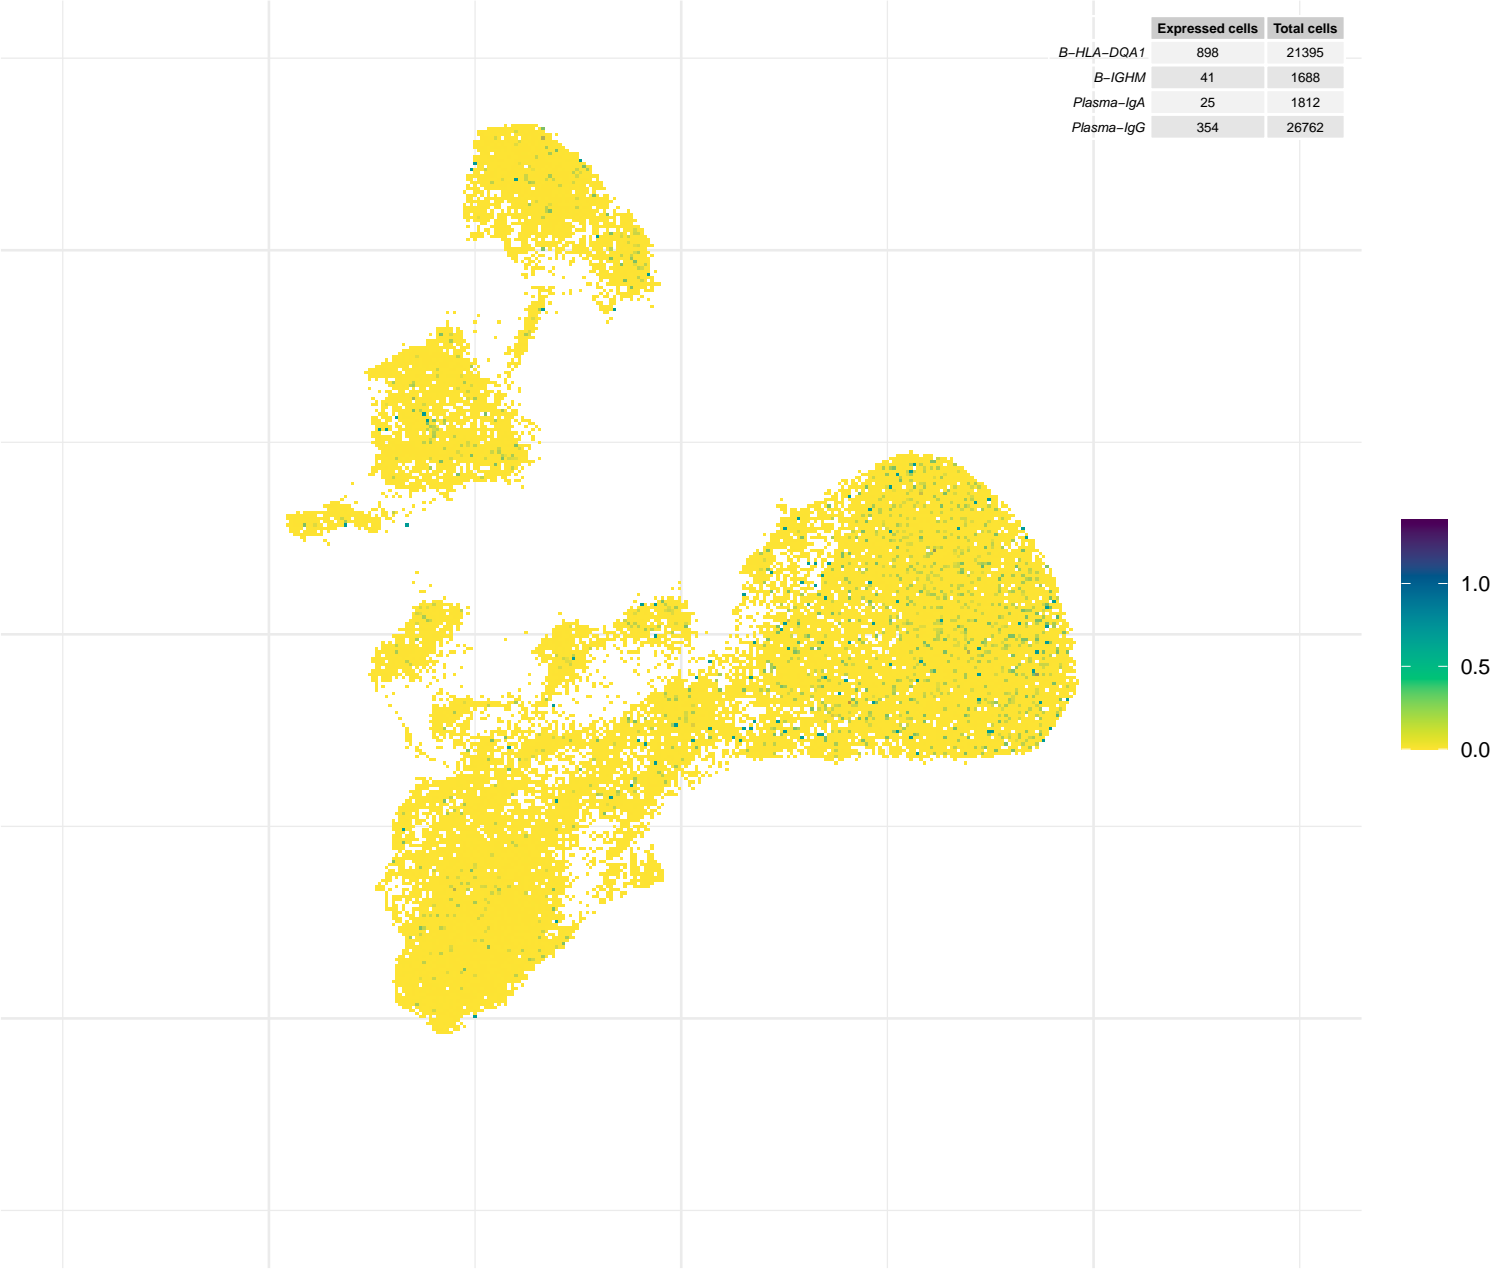 Expressed cells Total cells
B−HLA−DQA1 898 21395
B−IGHM 41 1688
Plasma−IgA 25 1812
Plasma−IgG 354 26762
1.0
0.5
0.0